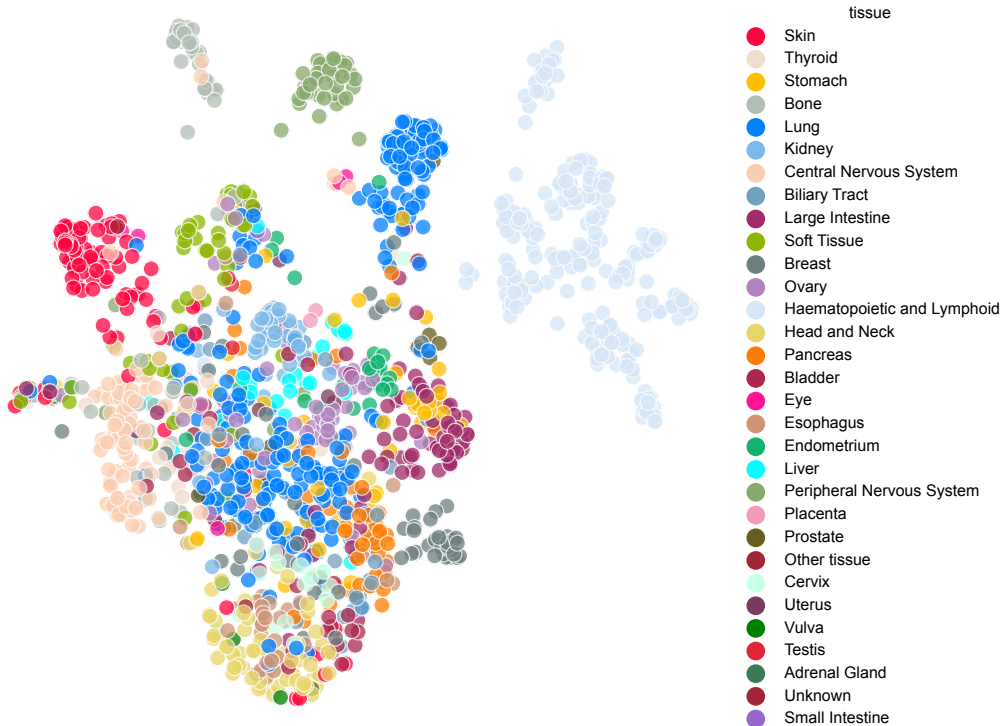 tissue
Skin
Thyroid
Stomach
Bone
Lung
Kidney
Central Nervous System
Biliary Tract
Large Intestine
Soft Tissue
Breast
Ovary
Haematopoietic and Lymphoid
Head and Neck
Pancreas
Bladder
Eye
Esophagus
Endometrium
Liver
Peripheral Nervous System
Placenta
Prostate
Other tissue
Cervix
Uterus
Vulva
Testis
Adrenal Gland
Unknown
Small Intestine